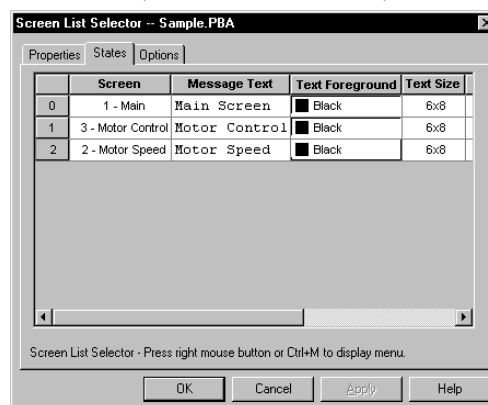 Screen List Selector -- Sample.PBA
Properties States Options
Screen Message Text Text Foreground Text Size
0 1 - Main Main Screen Black 6x8
1 3 - Motor Control Motor Control Black 6x8
2 2 - Motor Speed Motor Speed Black 6x8
Screen List Selector - Press right mouse button or Ctrl+M to display menu.
OK Cancel Apply Help